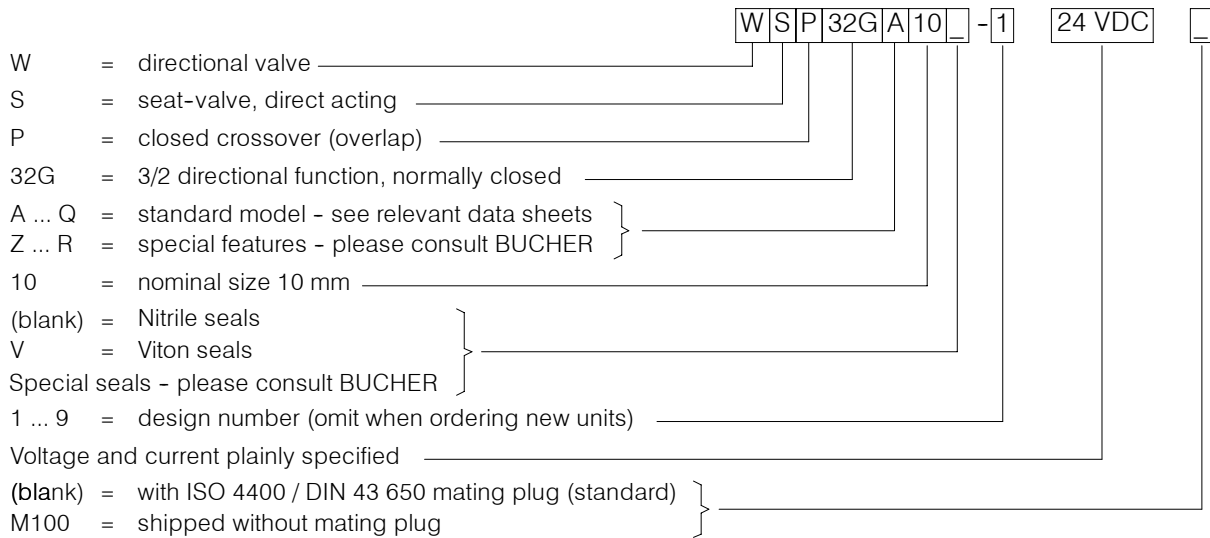 W S P 32G A 10 _ - 1 24 VDC _
W = directional valve
S = seat-valve, direct acting
P = closed crossover (overlap)
32G = 3/2 directional function, normally closed
A ... Q = standard model - see relevant data sheets
Z ... R = special features - please consult BUCHER
10 = nominal size 10 mm
(blank) = Nitrile seals
V = Viton seals
Special seals - please consult BUCHER
1 ... 9 = design number (omit when ordering new units)
Voltage and current plainly specified
(blank) = with ISO 4400 / DIN 43 650 mating plug (standard)
M100 = shipped without mating plug